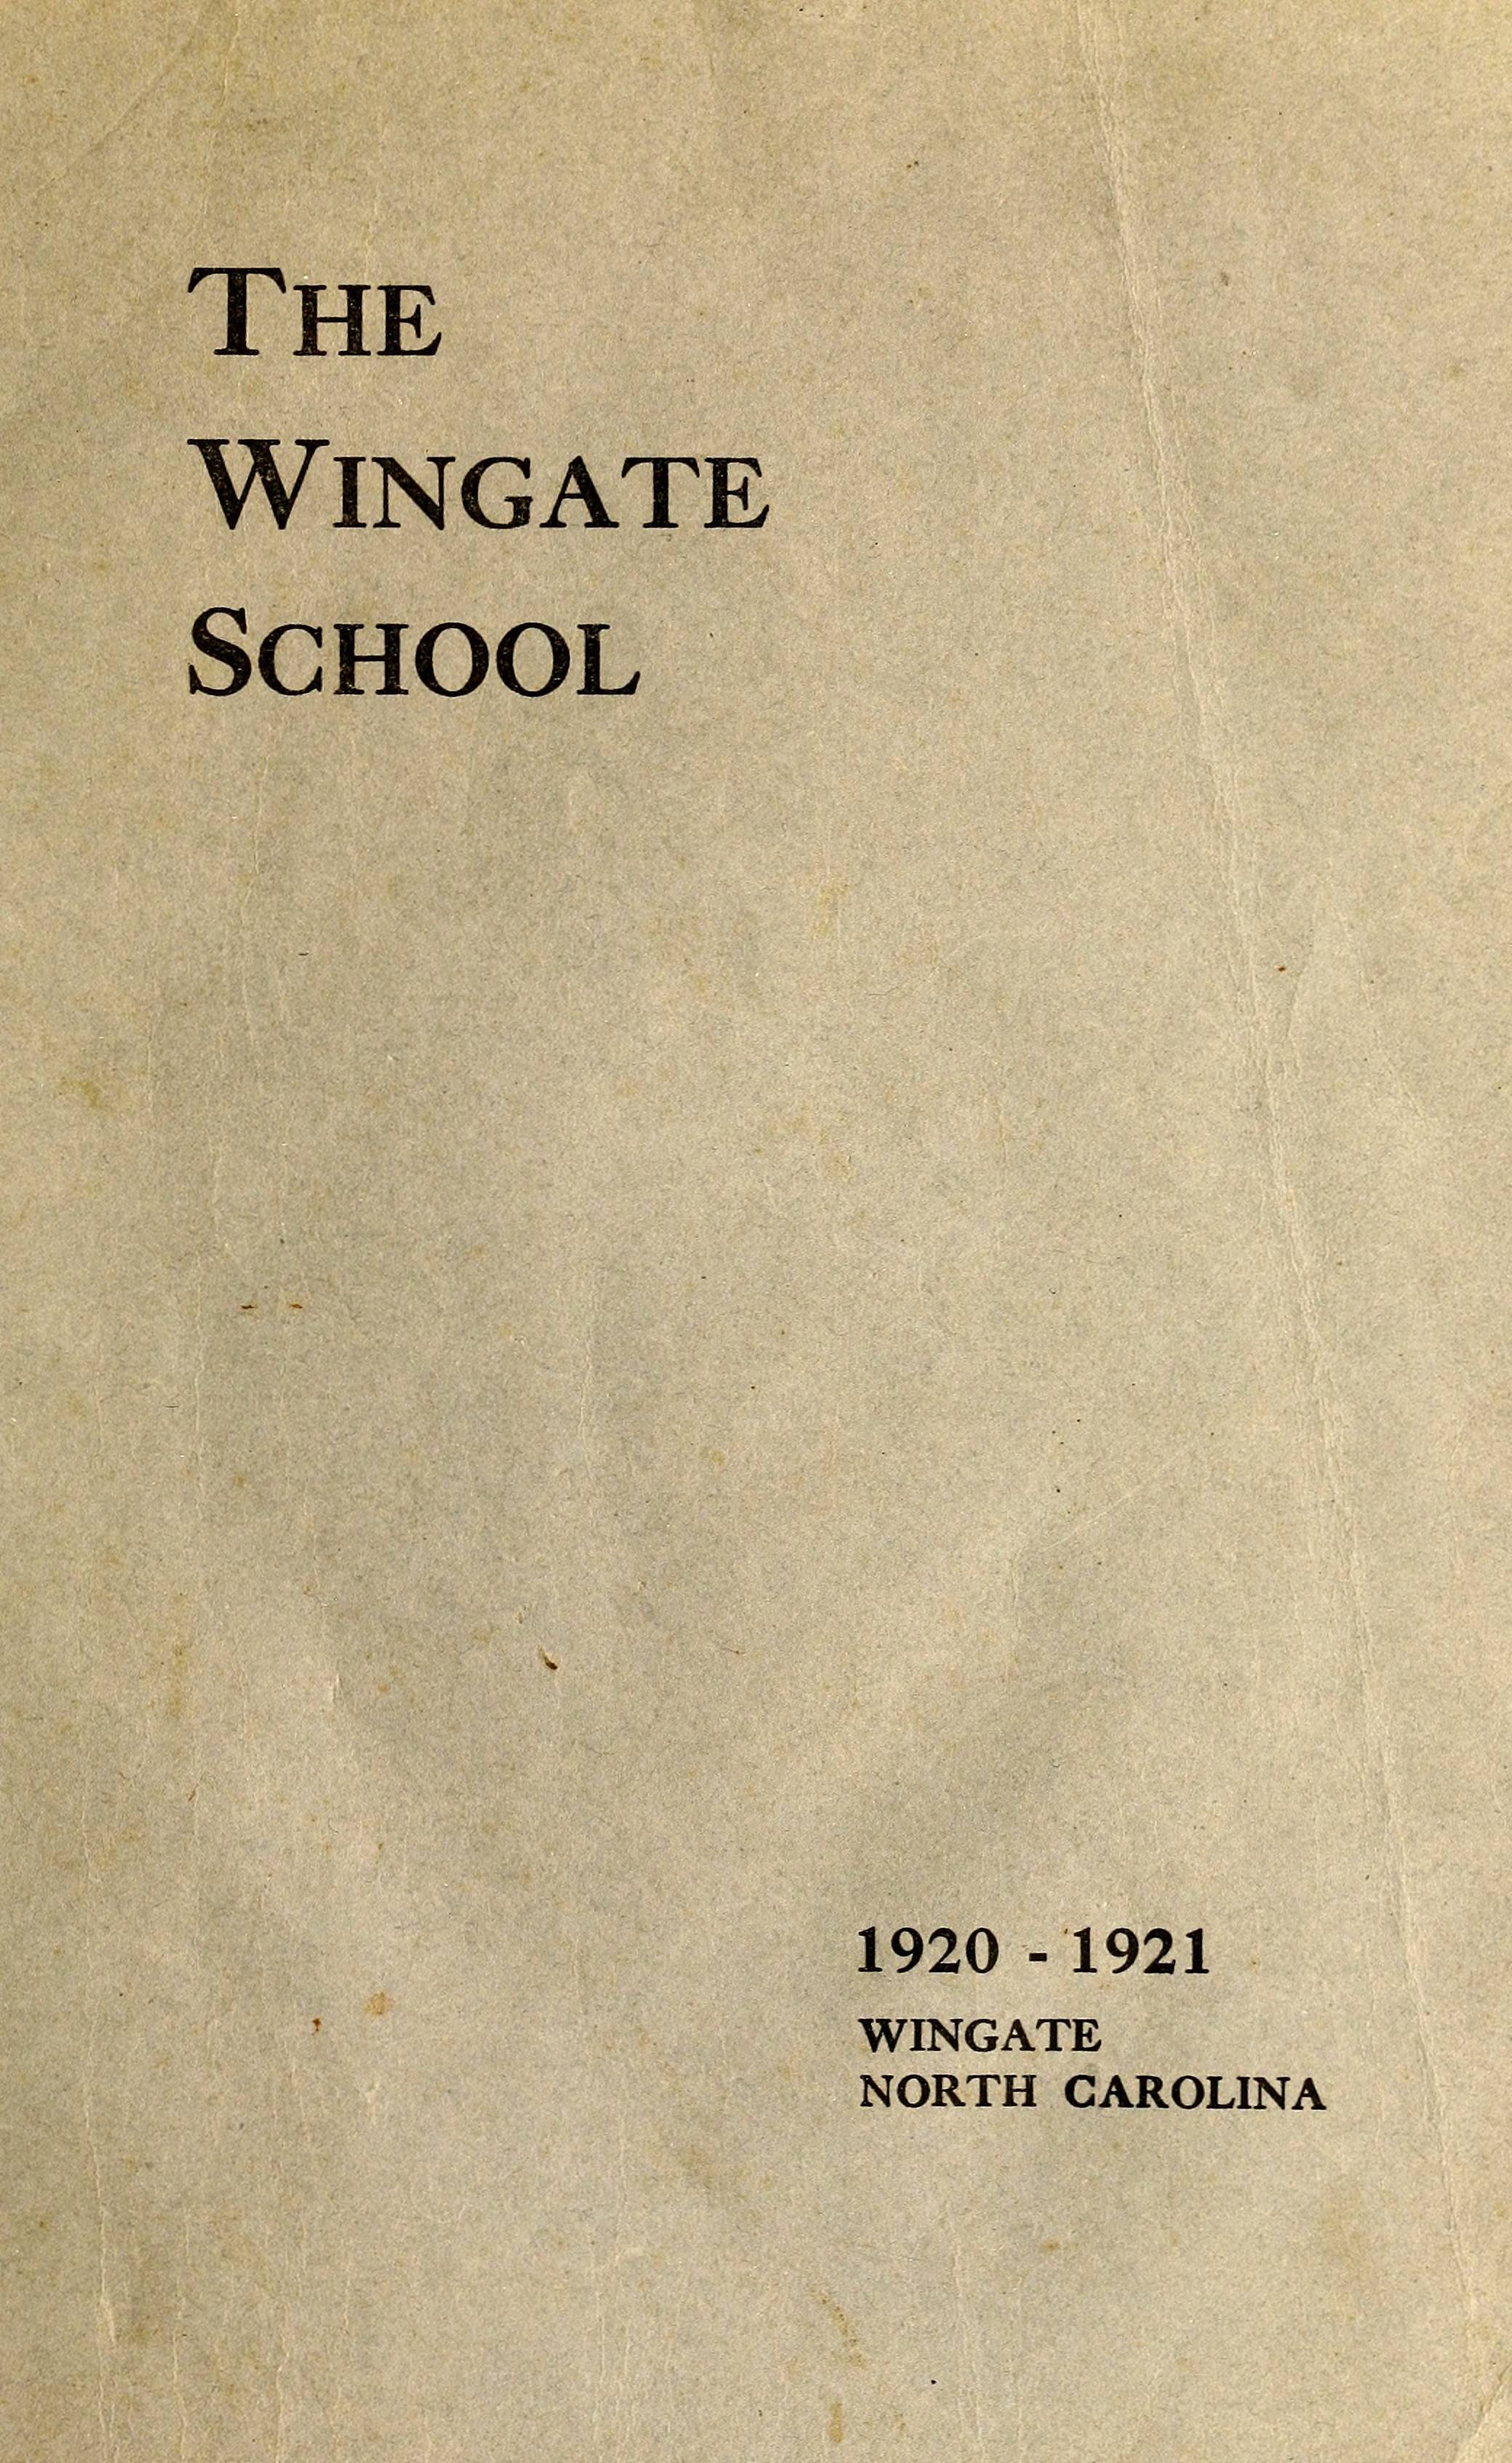 The
Wingate
School
1920 - 1921
WINGATE
NORTH CAROLINA